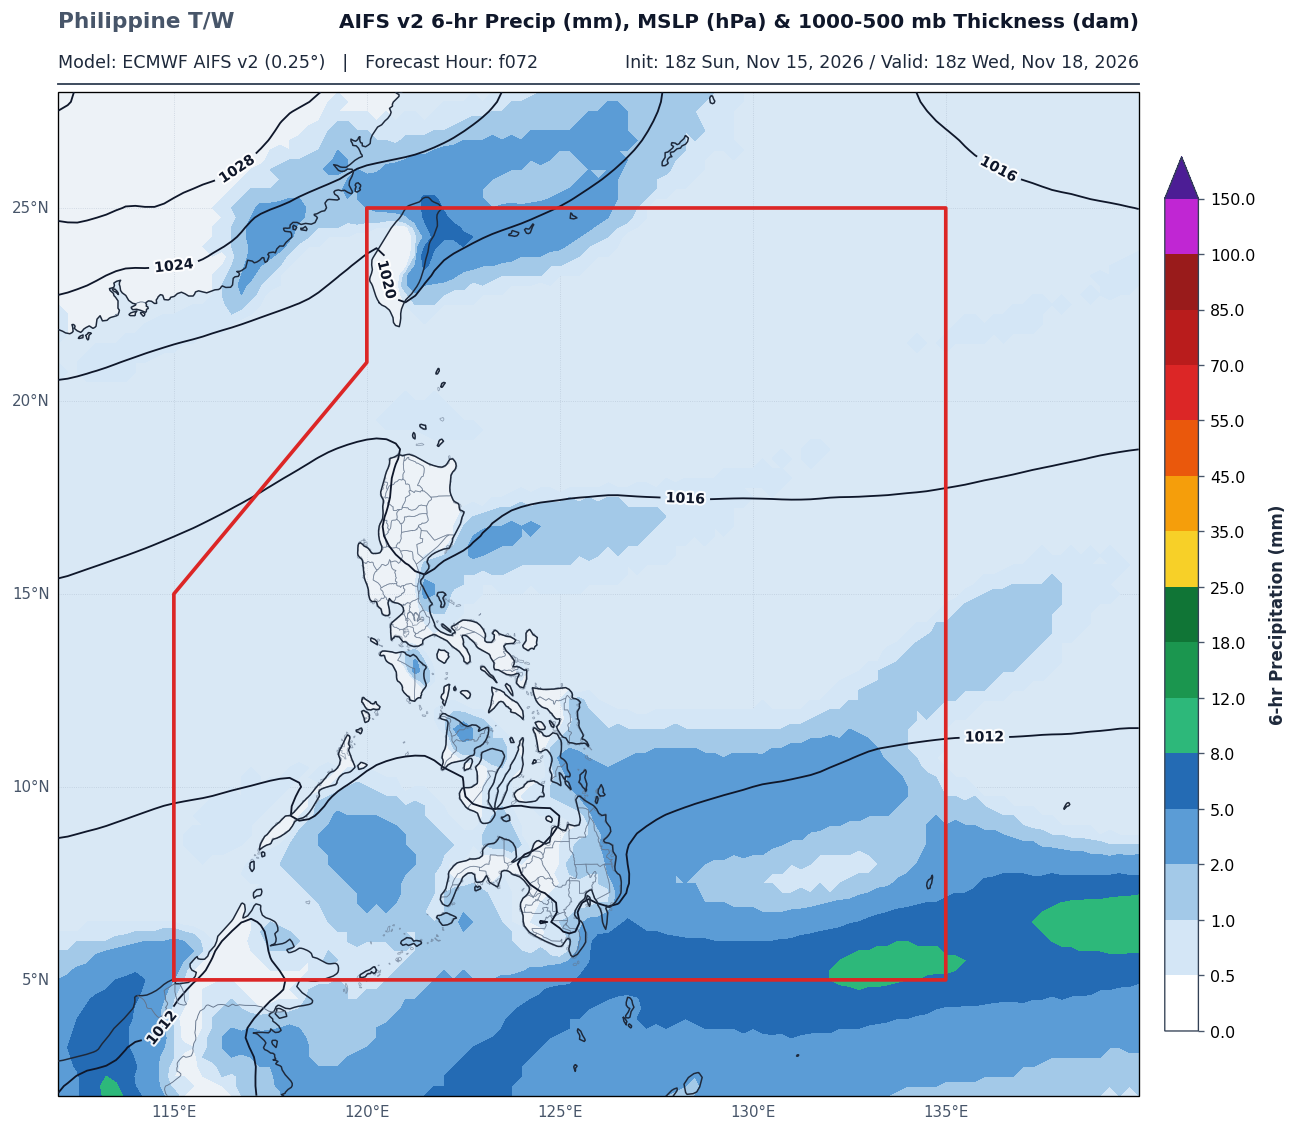 Philippine T/W
AIFS v2 6-hr Precip (mm), MSLP (hPa) & 1000-500 mb Thickness (dam)
Model: ECMWF AIFS v2 (0.25°) | Forecast Hour: f072
Init: 18z Sun, Nov 15, 2026 / Valid: 18z Wed, Nov 18, 2026
1028
1016
1024
1020
1016
1012
1012
25°N
20°N
15°N
10°N
5°N
115°E
120°E
125°E
130°E
135°E
150.0
100.0
85.0
70.0
55.0
45.0
35.0
25.0
18.0
12.0
8.0
5.0
2.0
1.0
0.5
0.0
6-hr Precipitation (mm)